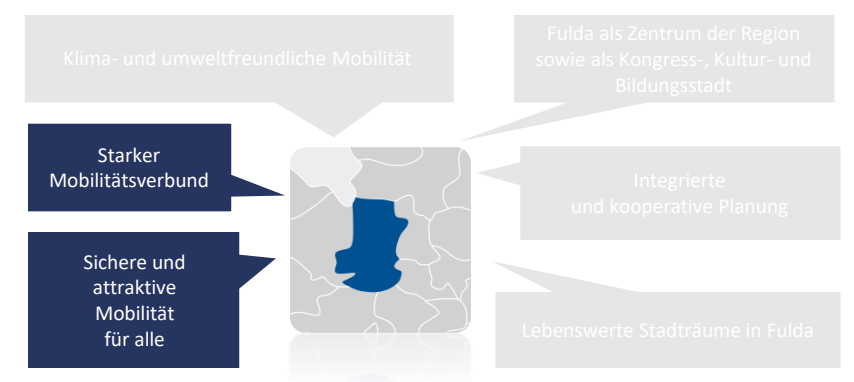 Klima- und umweltfreundliche Mobilität
Fulda als Zentrum der Region
sowie als Kongress-, Kultur- und
Bildungsstadt
Starker
Mobilitätsverbund
Integrierte
und kooperative Planung
Sichere und
attraktive
Mobilität
für alle
Lebenswerte Stadträume in Fulda